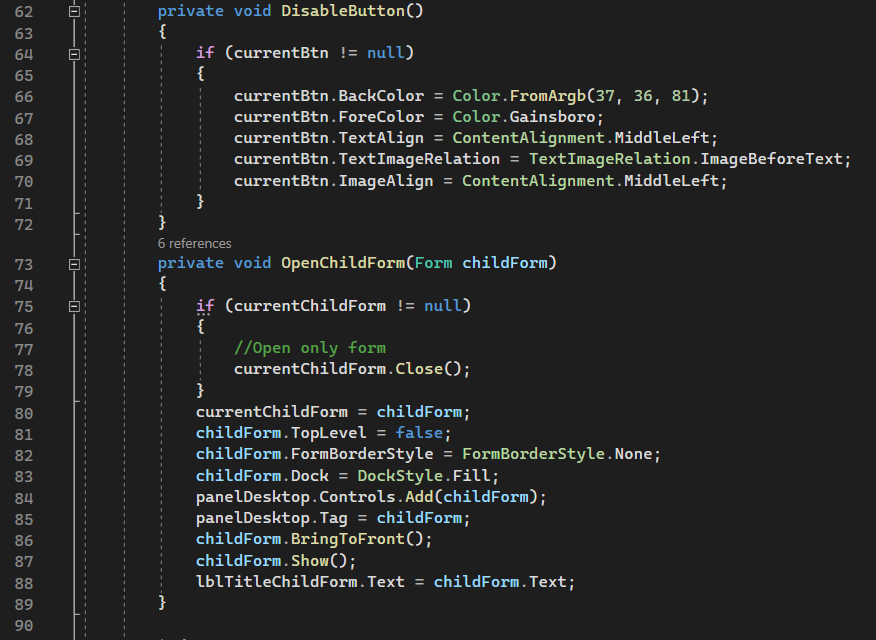 62 private void DisableButton()
63 {
64 if (currentBtn != null)
65 {
66 currentBtn.BackColor = Color.FromArgb(37, 36, 81);
67 currentBtn.ForeColor = Color.Gainsboro;
68 currentBtn.TextAlign = ContentAlignment.MiddleLeft;
69 currentBtn.TextImageRelation = TextImageRelation.ImageBeforeText;
70 currentBtn.ImageAlign = ContentAlignment.MiddleLeft;
71 }
72 }
6 references
73 private void OpenChildForm(Form childForm)
74 {
75 if (currentChildForm != null)
76 {
77 //Open only form
78 currentChildForm.Close();
79 }
80 currentChildForm = childForm;
81 childForm.TopLevel = false;
82 childForm.FormBorderStyle = FormBorderStyle.None;
83 childForm.Dock = DockStyle.Fill;
84 panelDesktop.Controls.Add(childForm);
85 panelDesktop.Tag = childForm;
86 childForm.BringToFront();
87 childForm.Show();
88 lblTitleChildForm.Text = childForm.Text;
89 }
90